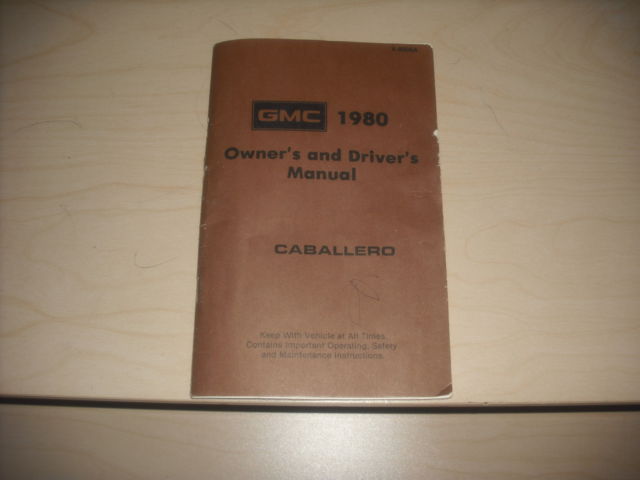 GMC 1980
Owner's and Driver's
Manual
CABALLERO
Keep With Vehicle at All Times.
Contains Important Operating, Safety
and Maintenance Instructions.